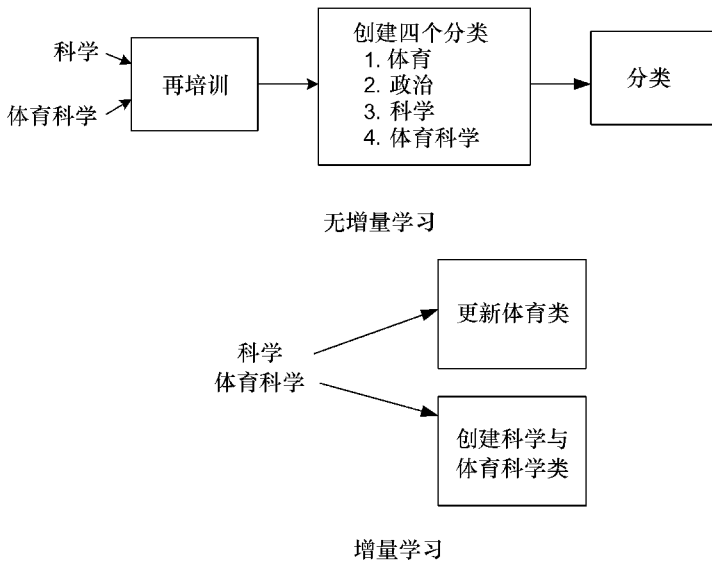 科学
体育科学
再培训
创建四个分类
1. 体育
2. 政治
3. 科学
4. 体育科学
分类
无增量学习
科学
体育科学
更新体育类
创建科学与
体育科学类
增量学习